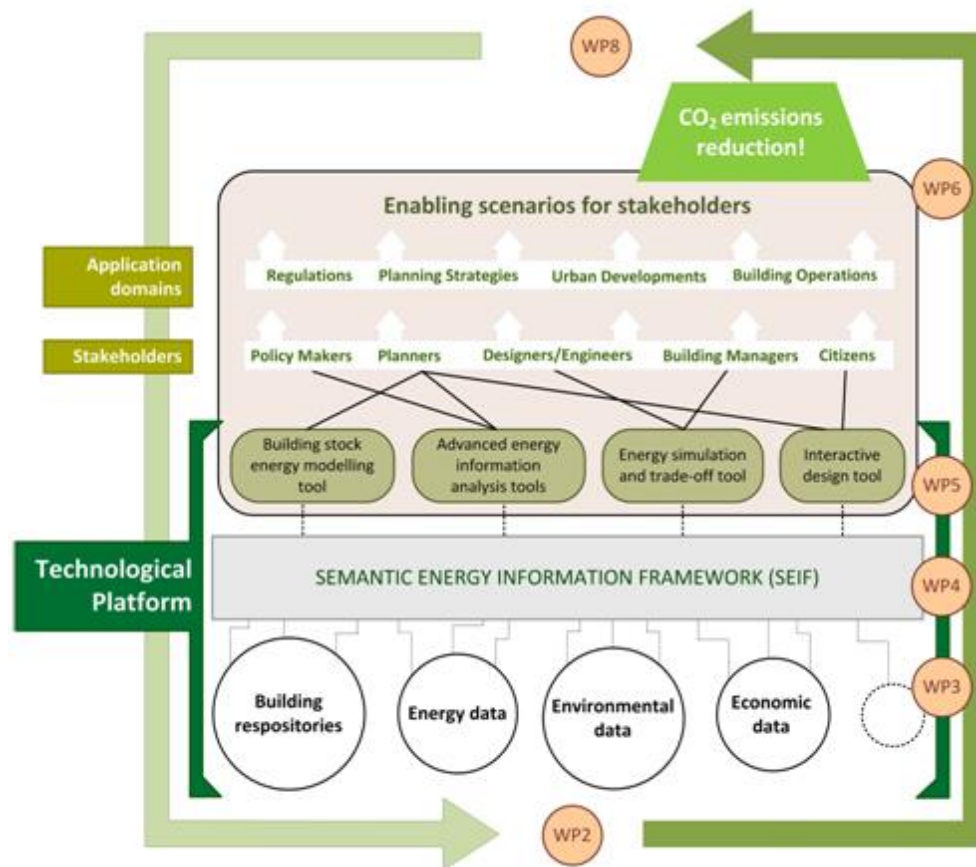 WP8
CO₂ emissions
reduction!
WP6
Enabling scenarios for stakeholders
Application
domains
Regulations Planning Strategies Urban Developments Building Operations
Stakeholders
Policy Makers Planners Designers/Engineers Building Managers Citizens
Building stock
energy modelling
tool
Advanced energy
information
analysis tools
Energy simulation
and trade-off tool
Interactive
design tool
WP5
Technological
Platform
SEMANTIC ENERGY INFORMATION FRAMEWORK (SEIF)
WP4
WP3
Building
respositories
Energy data
Environmental
data
Economic
data
WP2